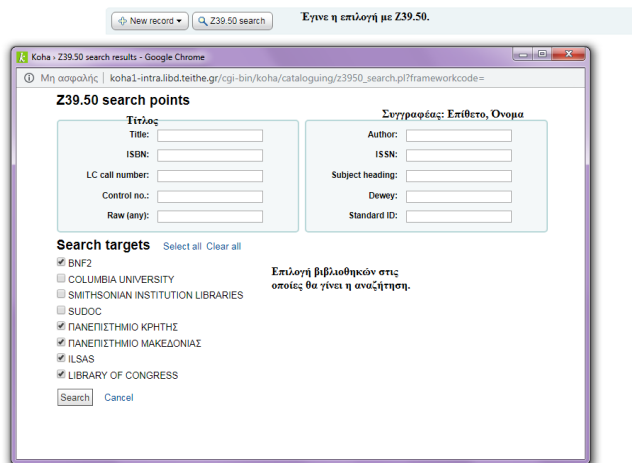 New record
Z39.50 search
Έγινε η επιλογή με Ζ39.50.
Koha › Z39.50 search results - Google Chrome
Μη ασφαλής | koha1-intra.libd.teithe.gr/cgi-bin/koha/cataloguing/z3950_search.pl?frameworkcode=
Z39.50 search points
Τίτλος
Title:
ISBN:
LC call number:
Control no.:
Raw (any):
Συγγραφέας: Επίθετο, Όνομα
Author:
ISSN:
Subject heading:
Dewey:
Standard ID:
Search targets Select all Clear all
BNF2
COLUMBIA UNIVERSITY
SMITHSONIAN INSTITUTION LIBRARIES
SUDOC
ΠΑΝΕΠΙΣΤΗΜΙΟ ΚΡΗΤΗΣ
ΠΑΝΕΠΙΣΤΗΜΙΟ ΜΑΚΕΔΟΝΙΑΣ
ILSAS
LIBRARY OF CONGRESS
Επιλογή βιβλιοθηκών στις
οποίες θα γίνει η αναζήτηση.
Search Cancel